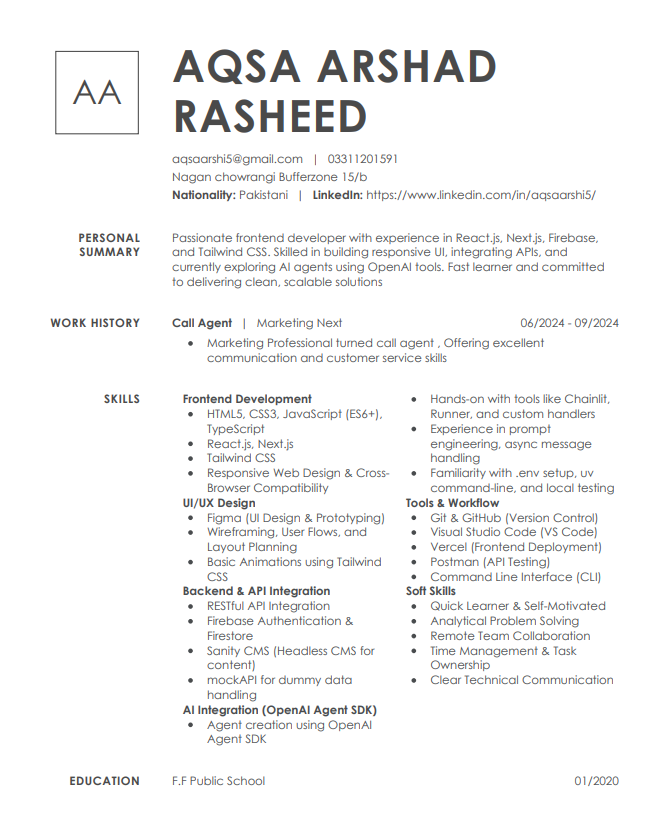 AA
AQSA ARSHAD
RASHEED
aqsaarshi5@gmail.com | 03311201591
Nagan chowrangi Bufferzone 15/b
Nationality: Pakistani | LinkedIn: https://www.linkedin.com/in/aqsaarshi5/
PERSONAL
SUMMARY
Passionate frontend developer with experience in React.js, Next.js, Firebase,
and Tailwind CSS. Skilled in building responsive UI, integrating APIs, and
currently exploring AI agents using OpenAI tools. Fast learner and committed
to delivering clean, scalable solutions
WORK HISTORY
Call Agent | Marketing Next 06/2024 - 09/2024
• Marketing Professional turned call agent , Offering excellent
communication and customer service skills
SKILLS
Frontend Development
• HTML5, CSS3, JavaScript (ES6+),
TypeScript
• React.js, Next.js
• Tailwind CSS
• Responsive Web Design & Cross-
Browser Compatibility
UI/UX Design
• Figma (UI Design & Prototyping)
• Wireframing, User Flows, and
Layout Planning
• Basic Animations using Tailwind
CSS
Backend & API Integration
• RESTful API Integration
• Firebase Authentication &
Firestore
• Sanity CMS (Headless CMS for
content)
• mockAPI for dummy data
handling
AI Integration (OpenAI Agent SDK)
• Agent creation using OpenAI
Agent SDK
• Hands-on with tools like Chainlit,
Runner, and custom handlers
• Experience in prompt
engineering, async message
handling
• Familiarity with .env setup, uv
command-line, and local testing
Tools & Workflow
• Git & GitHub (Version Control)
• Visual Studio Code (VS Code)
• Vercel (Frontend Deployment)
• Postman (API Testing)
• Command Line Interface (CLI)
Soft Skills
• Quick Learner & Self-Motivated
• Analytical Problem Solving
• Remote Team Collaboration
• Time Management & Task
Ownership
• Clear Technical Communication
EDUCATION
F.F Public School 01/2020